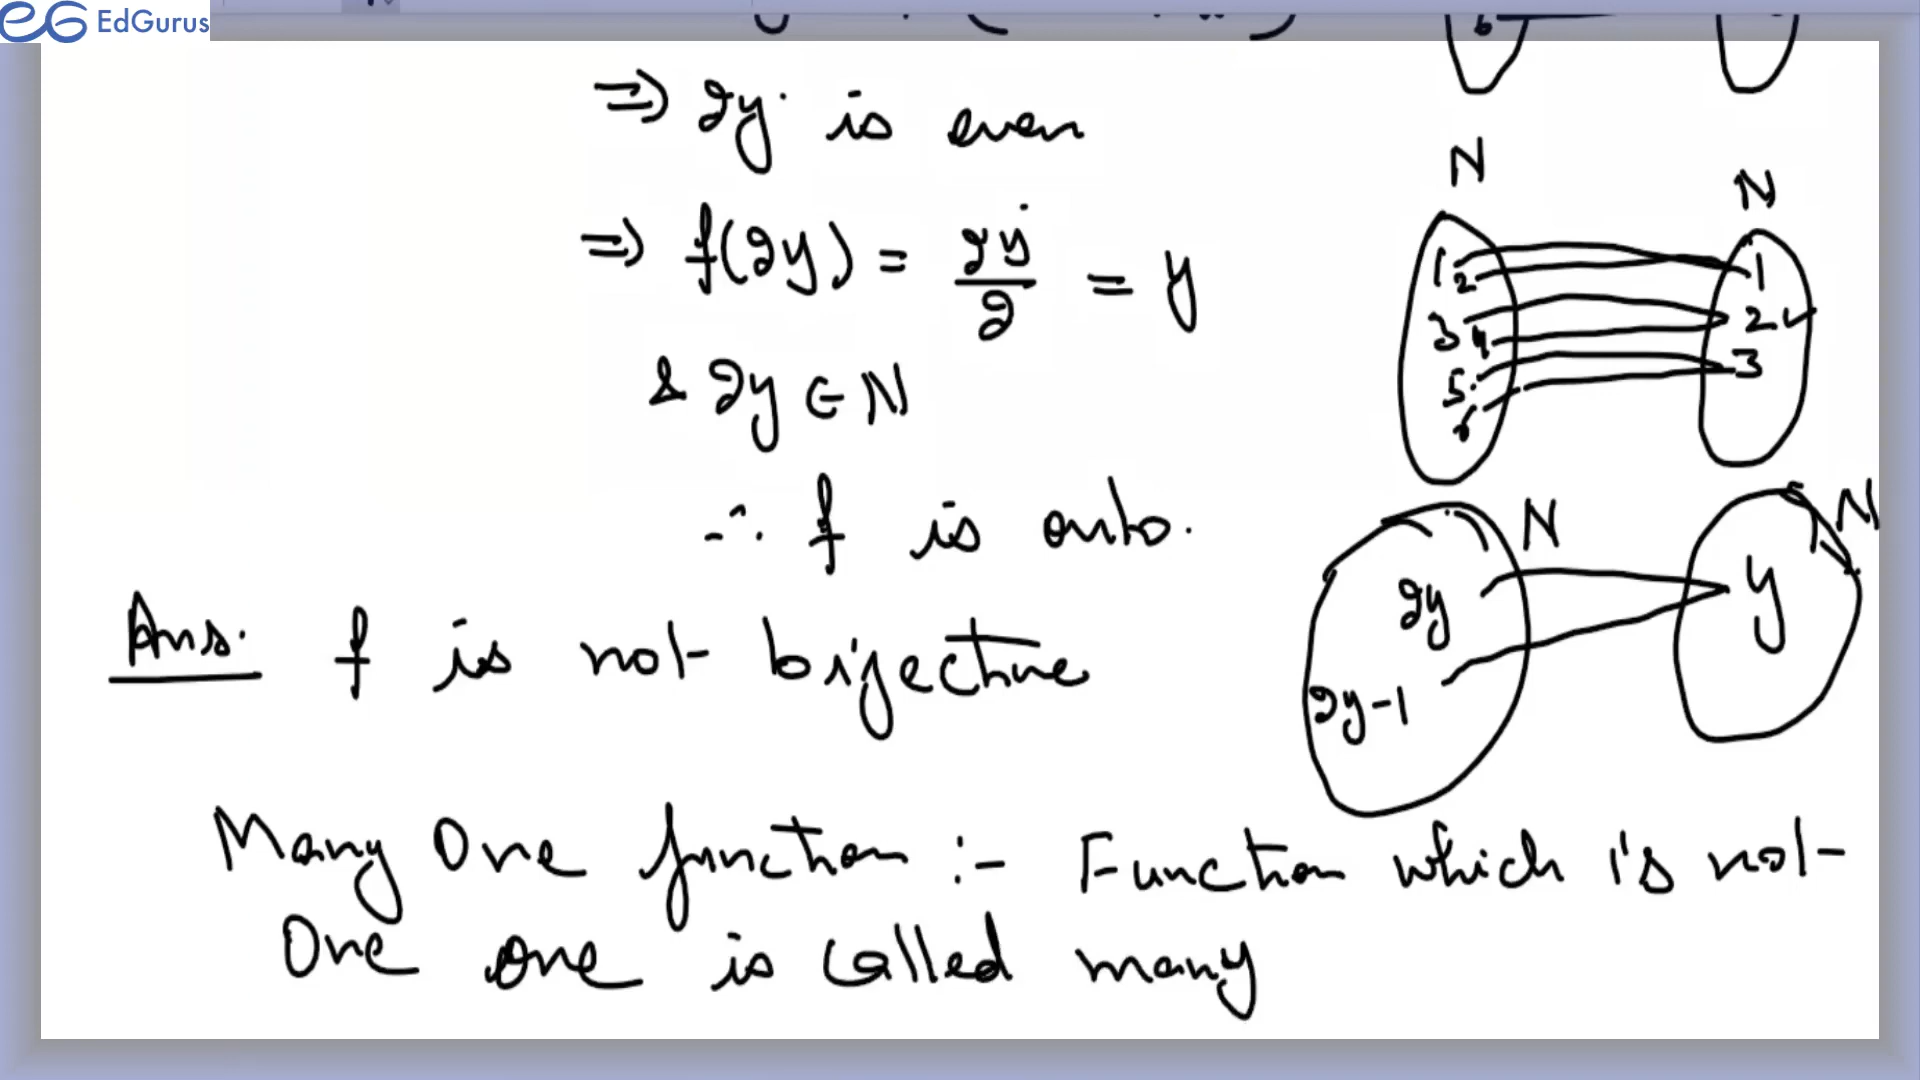 EdGurus
6
⇒ 2y is even
N
N
⇒ f(2y) = 2y/2 = y
1 2 3 4 5 6
1 2 3
& 2y ∈ N
∴ f is onto.
N
N
2y
y
2y-1
Ans. f is not bijective
Many One function :- Function which is not
One one is called many